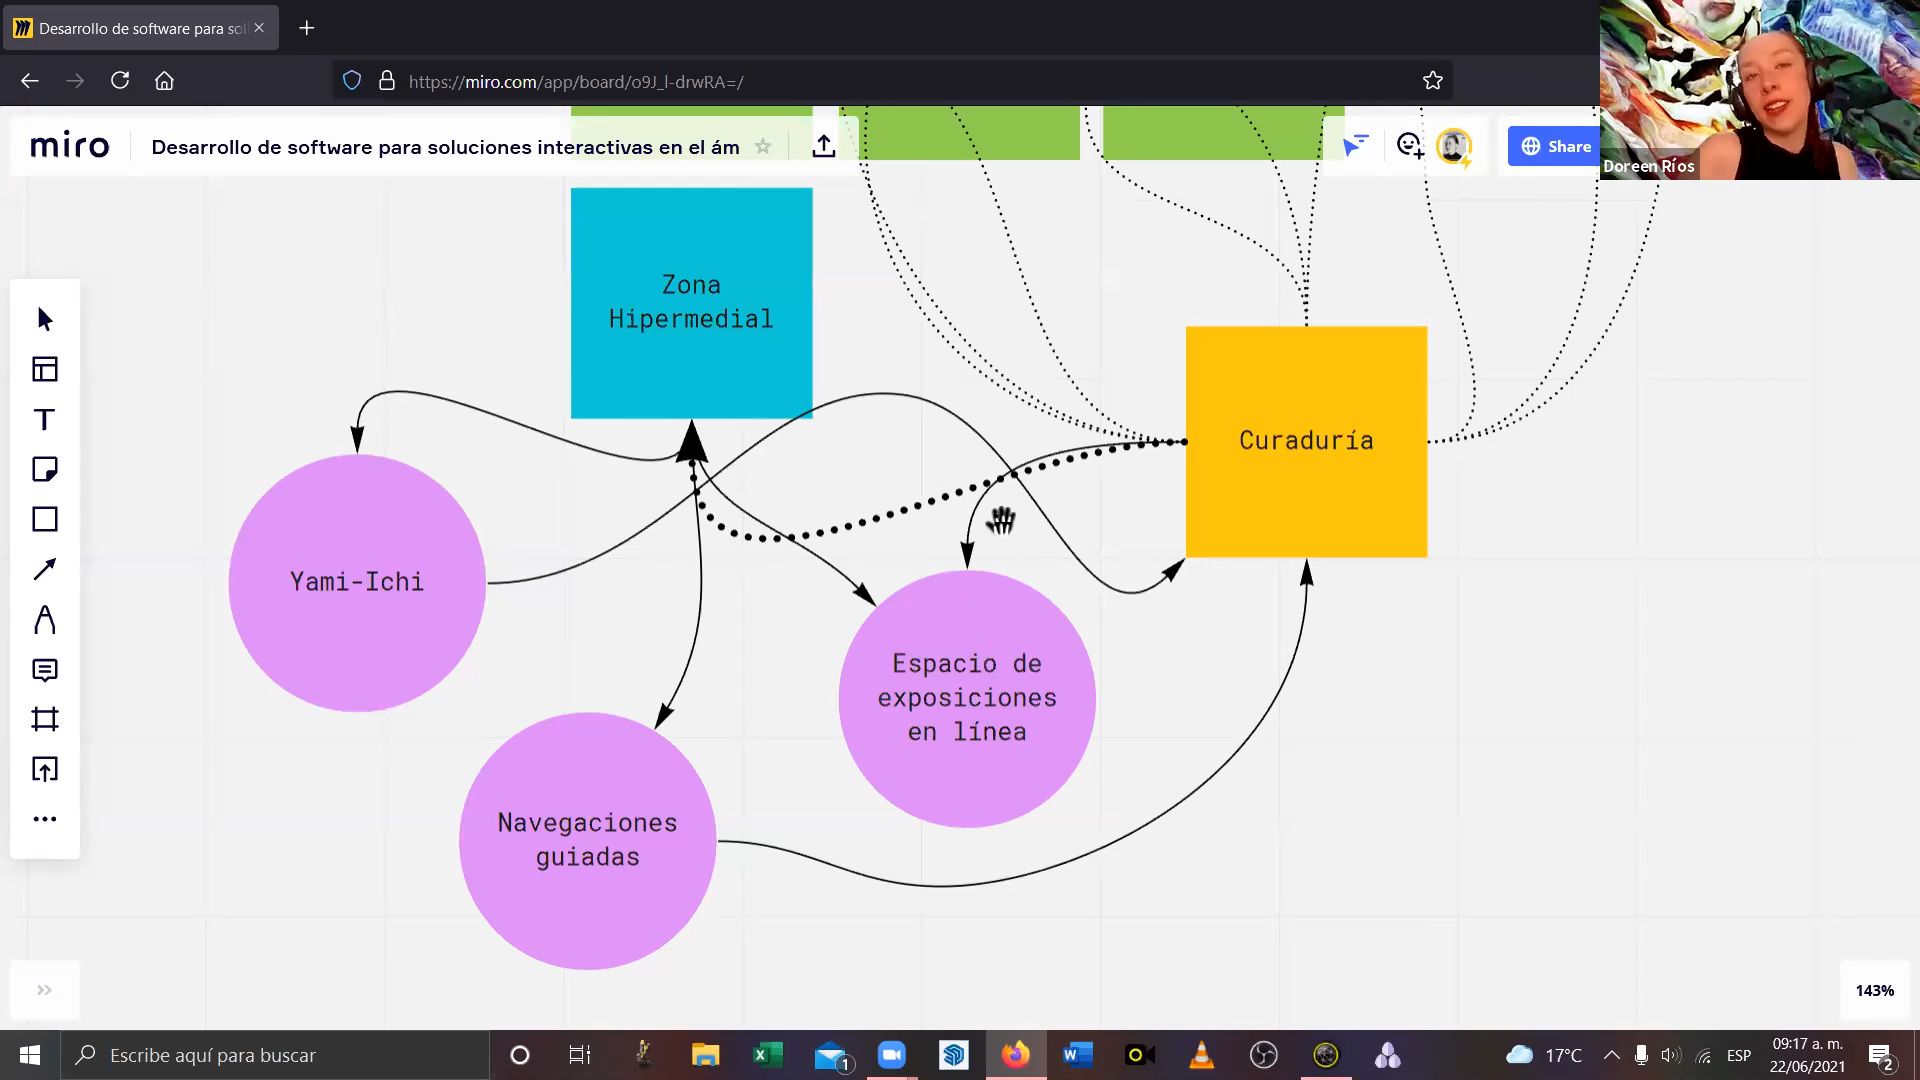 Desarrollo de software para sol
https://miro.com/app/board/o9J_l-drwRA=/
miro
Desarrollo de software para soluciones interactivas en el ám
Share
Doreen Ríos
Zona
Hipermedial
Curaduría
Yami-Ichi
Espacio de
exposiciones
en línea
Navegaciones
guiadas
143%
Escribe aquí para buscar
1
17°C
ESP
09:17 a. m.
22/06/2021
2